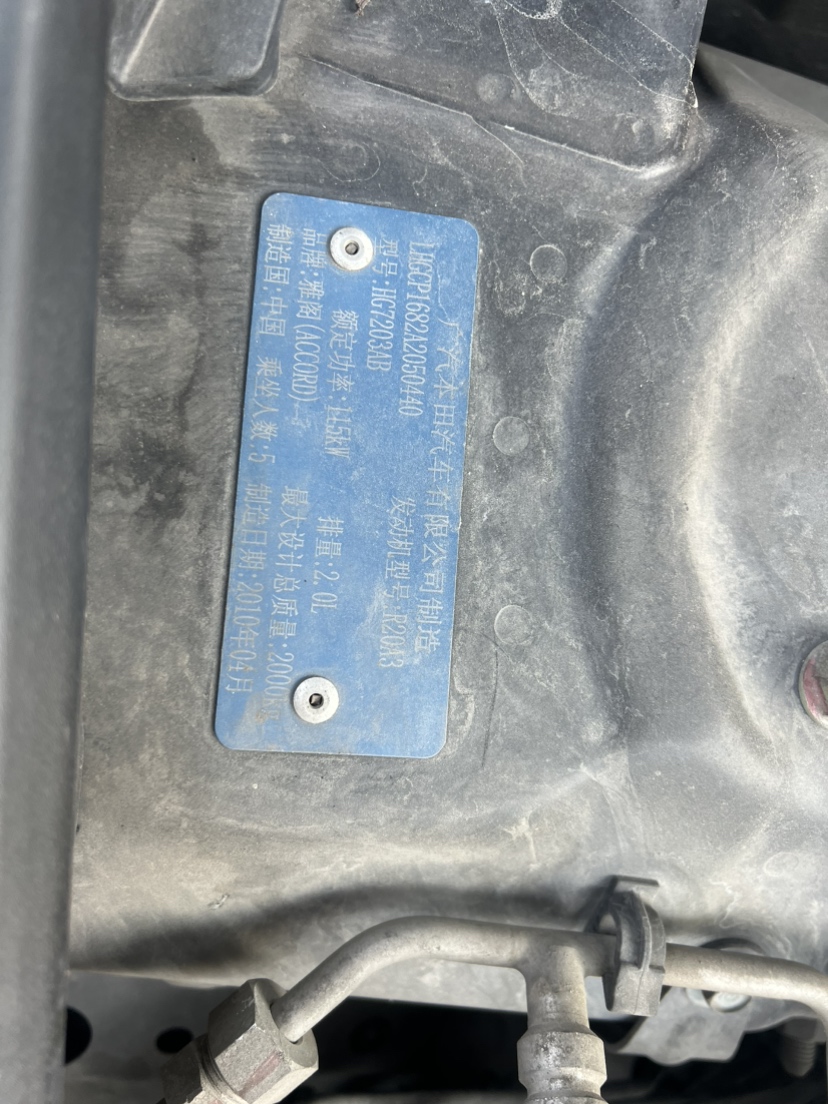 广汽本田汽车有限公司制造
LHGCP1682A2050440
型号:HG7203AB 发动机型号:R20A3
额定功率:115kW 排量:2.0L
品牌:雅阁(ACCORD)牌 最大设计总质量:2000kg
制造国:中国 乘坐人数:5 制造日期:2010年04月